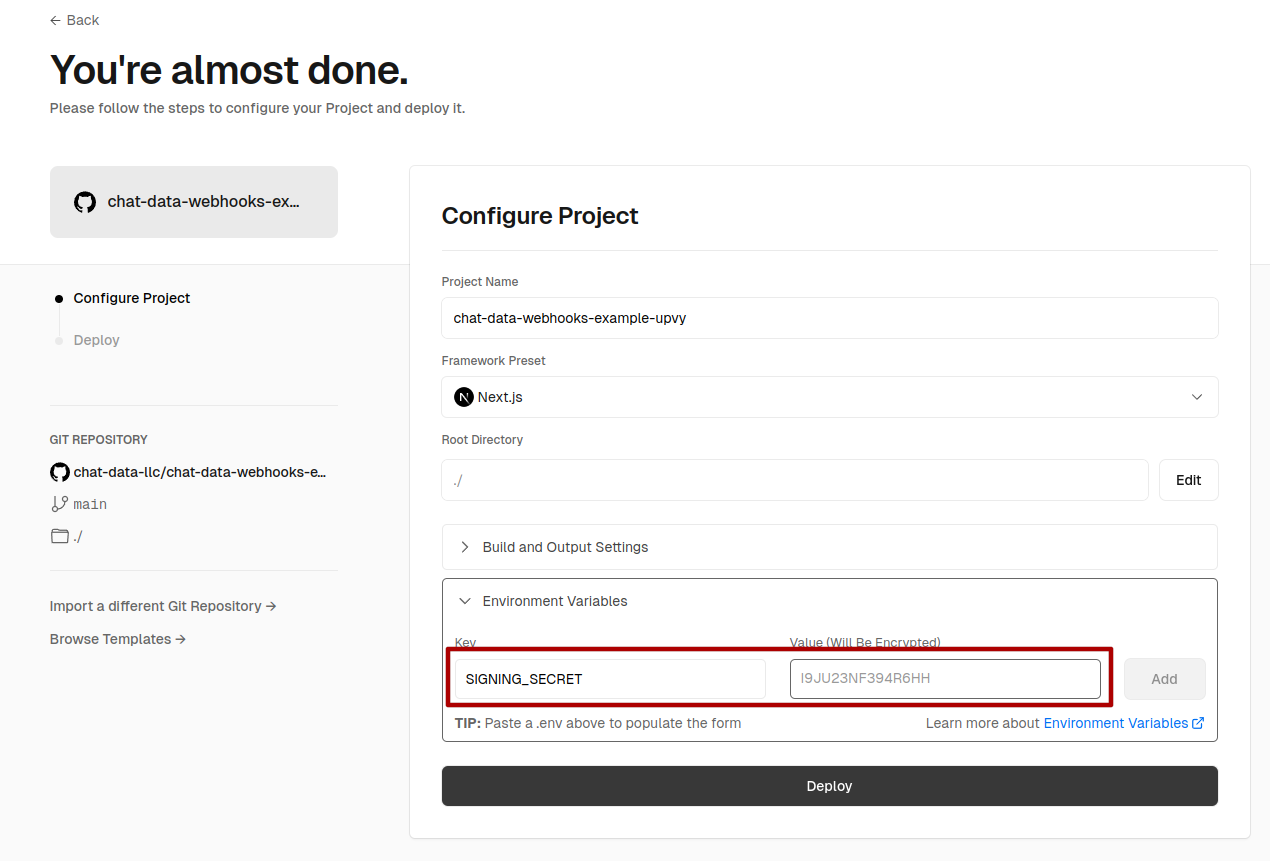 ← Back
You're almost done.
Please follow the steps to configure your Project and deploy it.
chat-data-webhooks-ex...
Configure Project
Deploy
GIT REPOSITORY
chat-data-llc/chat-data-webhooks-e...
main
./
Import a different Git Repository →
Browse Templates →
Configure Project
Project Name
chat-data-webhooks-example-upvy
Framework Preset
N Next.js
Root Directory
./
Edit
Build and Output Settings
Environment Variables
Key
Value (Will Be Encrypted)
SIGNING_SECRET
I9JU23NF394R6HH
Add
TIP: Paste a .env above to populate the form
Learn more about Environment Variables
Deploy